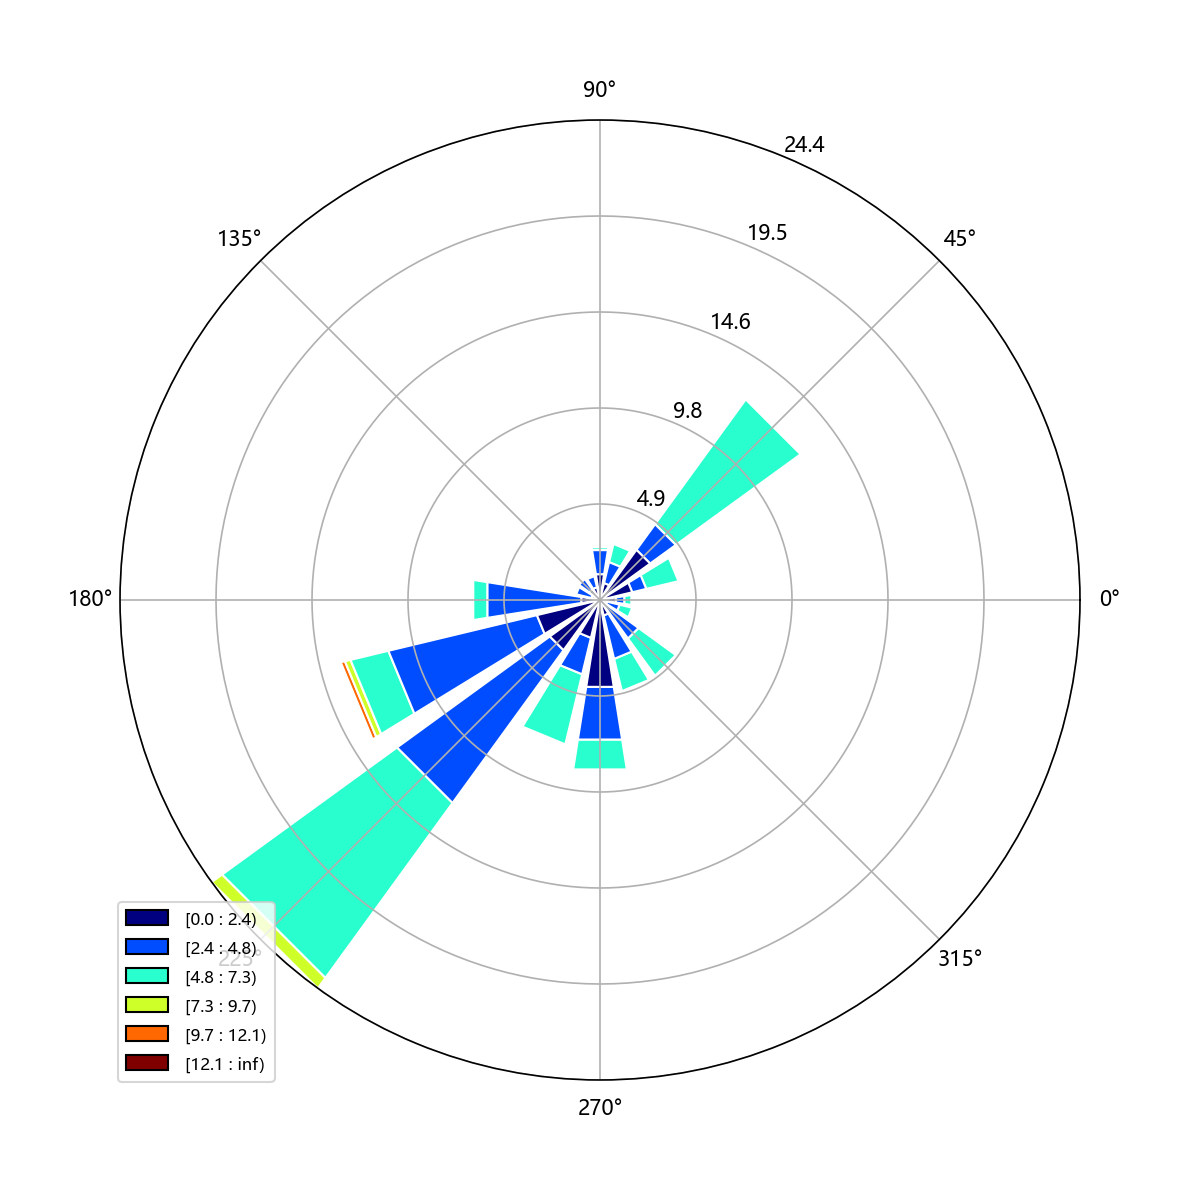 90°
24.4
135°
19.5
45°
14.6
9.8
4.9
180°
0°
[0.0 : 2.4)
[2.4 : 4.8)
225°
315°
[4.8 : 7.3)
[7.3 : 9.7)
[9.7 : 12.1)
[12.1 : inf)
270°